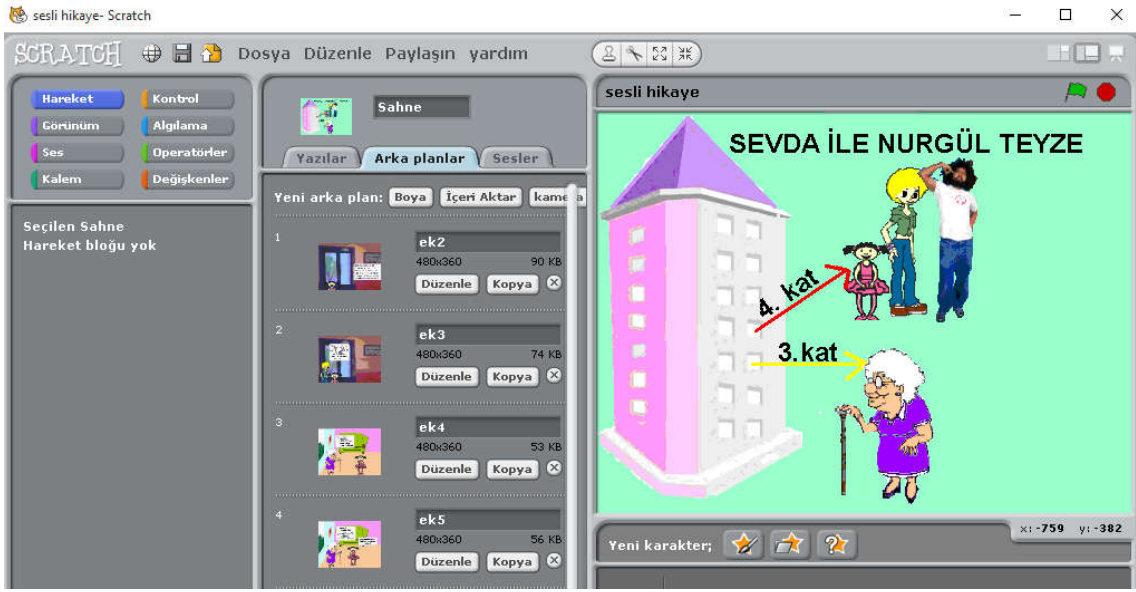 sesli hikaye- Scratch
SCRATCH Dosya Düzenle Paylaşın yardım
Hareket Kontrol
Görünüm Algılama
Ses Operatörler
Kalem Değişkenler
Seçilen Sahne
Hareket bloğu yok
Sahne
Yazılar Arka planlar Sesler
Yeni arka plan: Boya İçeri Aktar kamera
1 ek2
480x360 90 KB
Düzenle Kopya
2 ek3
480x360 74 KB
Düzenle Kopya
3 ek4
480x360 53 KB
Düzenle Kopya
4 ek5
480x360 56 KB
Düzenle Kopya
sesli hikaye
SEVDA İLE NURGÜL TEYZE
4. kat
3.kat
x: -759 y: -382
Yeni karakter;